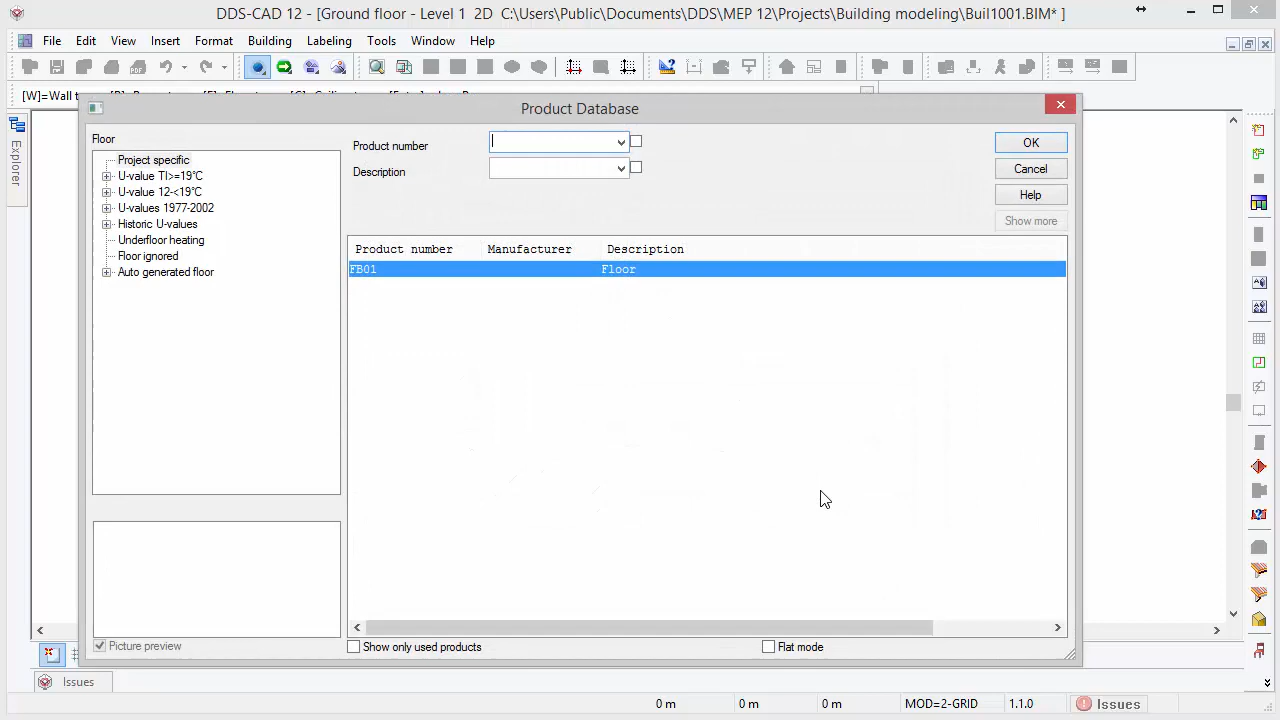 DDS-CAD 12 - [Ground floor - Level 1  2D  C:\Users\Public\Documents\DDS\MEP 12\Projects\Building modeling\Buil1001.BIM* ]
File Edit View Insert Format Building Labeling Tools Window Help
Product Database
Explorer
Floor
Project specific
U-value TI>=19°C
U-value 12-<19°C
U-values 1977-2002
Historic U-values
Underfloor heating
Floor ignored
Auto generated floor
Product number
Description
OK
Cancel
Help
Show more
Product number Manufacturer Description
FB01 Floor
Picture preview
Show only used products
Flat mode
Issues
0 m 0 m 0 m MOD=2-GRID 1.1.0 Issues